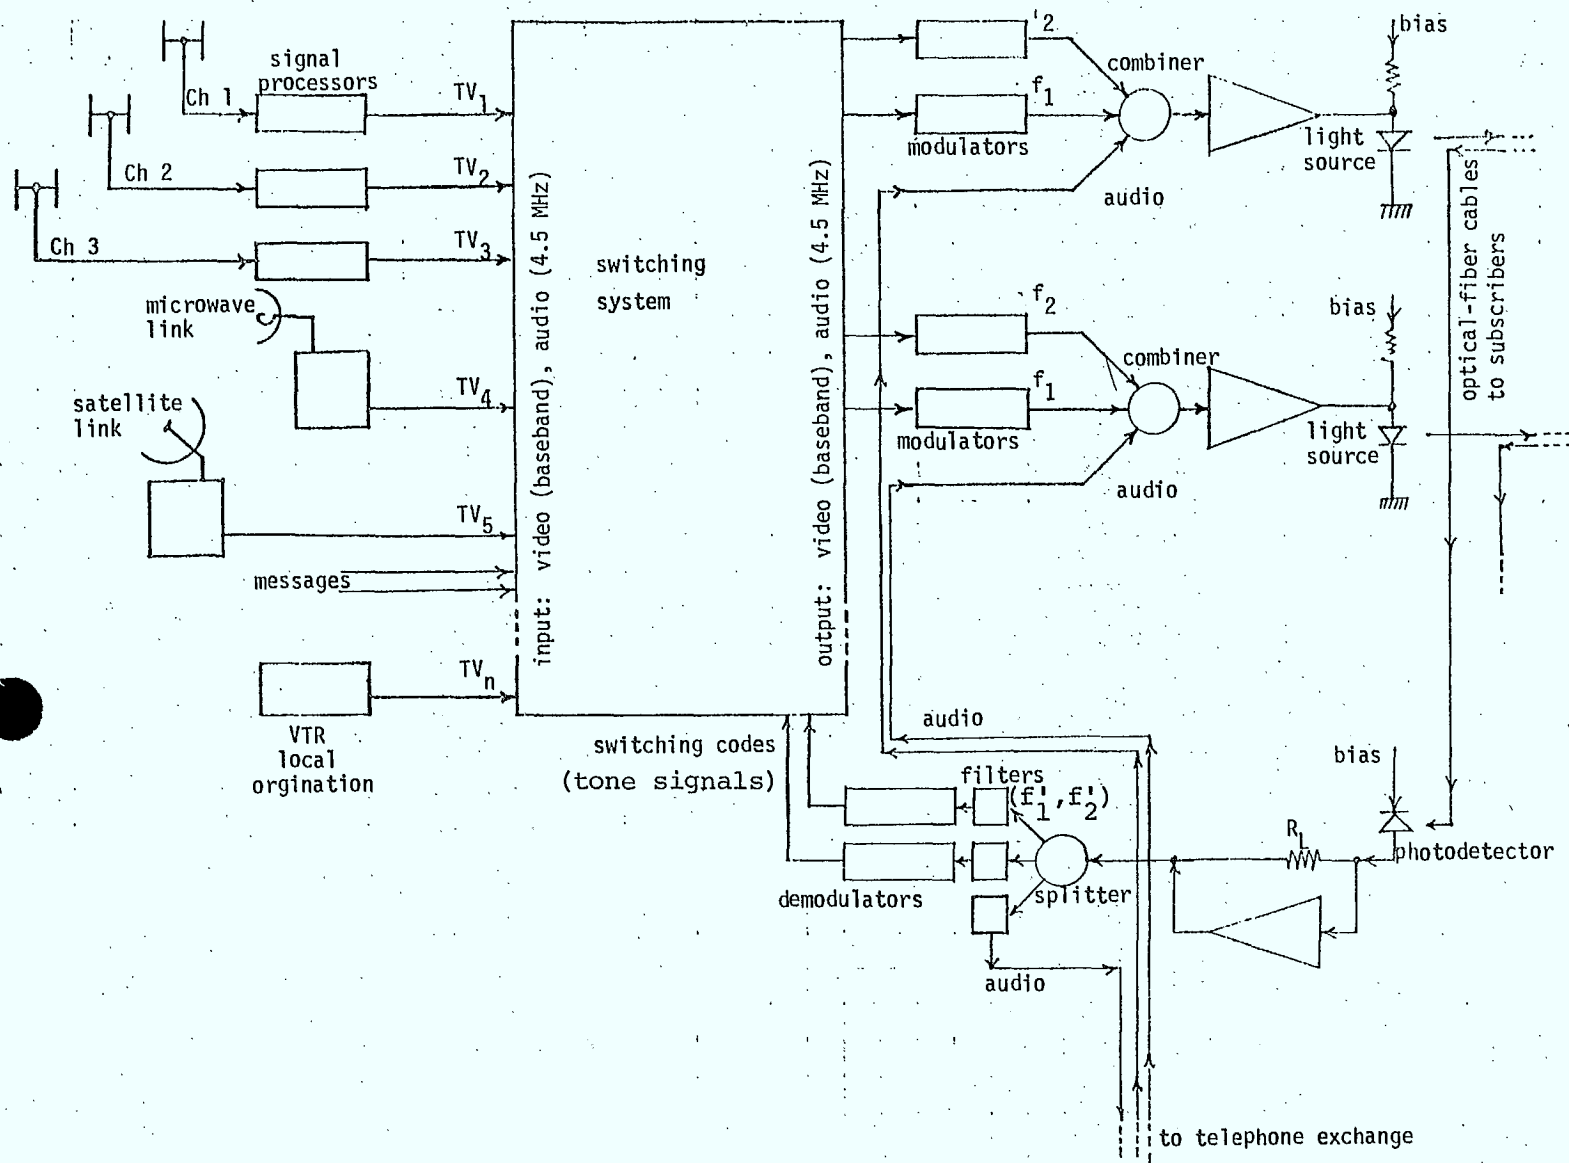 signal
processors
Ch 1
TV1
Ch 2
TV2
Ch 3
TV3
microwave
link
TV4
satellite
link
TV5
messages
TVn
VTR
local
orgination
input: video (baseband), audio (4.5 MHz)
switching
system
output: video (baseband), audio (4.5 MHz)
'2
f1
modulators
combiner
audio
bias
light
source
f2
f1
modulators
combiner
audio
bias
light
source
optical-fiber cables
to subscribers
audio
switching codes
(tone signals)
filters
(f'1,f'2)
demodulators
splitter
audio
RL
bias
photodetector
to telephone exchange